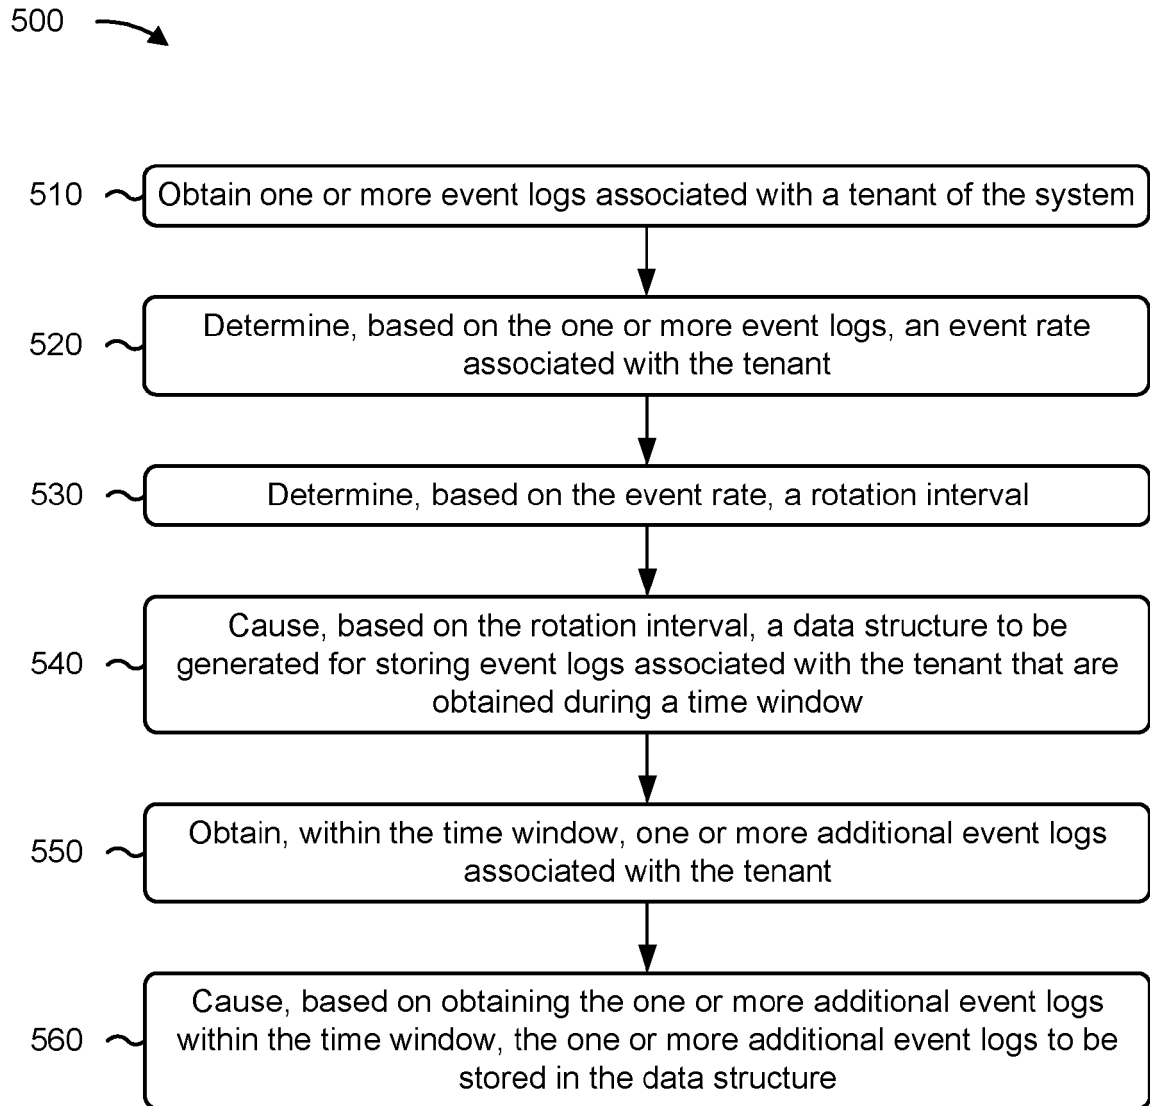 500
510 Obtain one or more event logs associated with a tenant of the system
520 Determine, based on the one or more event logs, an event rate
associated with the tenant
530 Determine, based on the event rate, a rotation interval
Cause, based on the rotation interval, a data structure to be
540 generated for storing event logs associated with the tenant that are
obtained during a time window
550 Obtain, within the time window, one or more additional event logs
associated with the tenant
Cause, based on obtaining the one or more additional event logs
560 within the time window, the one or more additional event logs to be
stored in the data structure